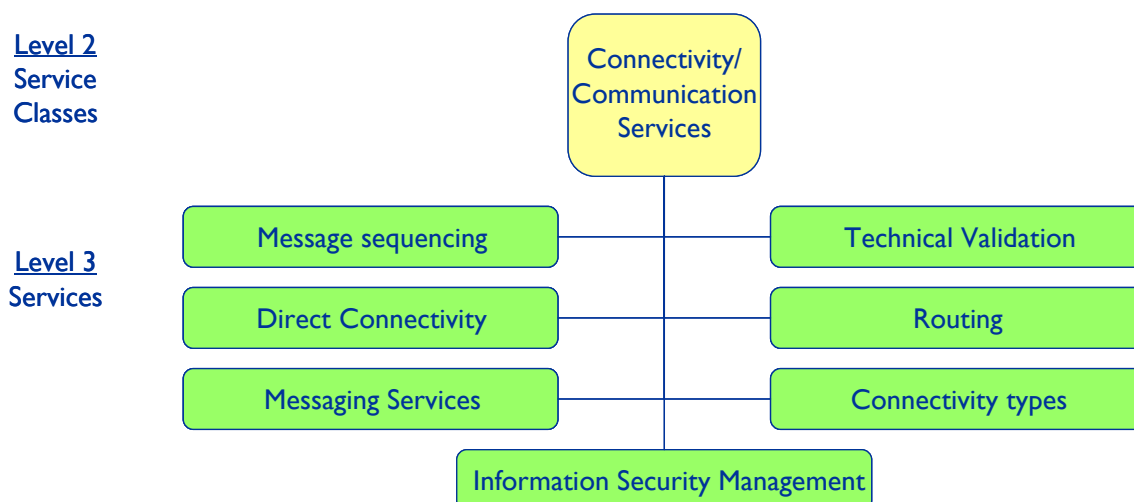 Level 2
Service
Classes
Connectivity/
Communication
Services
Message sequencing
Technical Validation
Level 3
Services
Direct Connectivity
Routing
Messaging Services
Connectivity types
Information Security Management